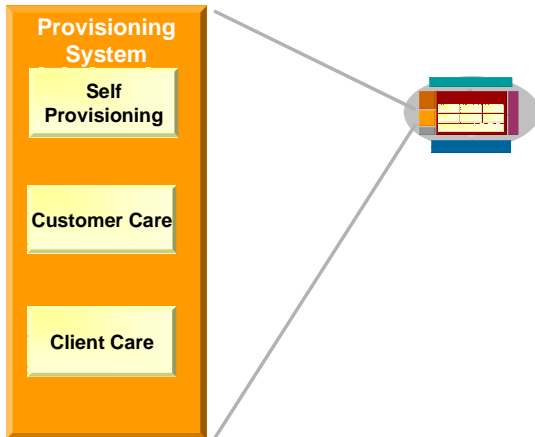 Provisioning
System
Self
Provisioning
Customer Care
Client Care